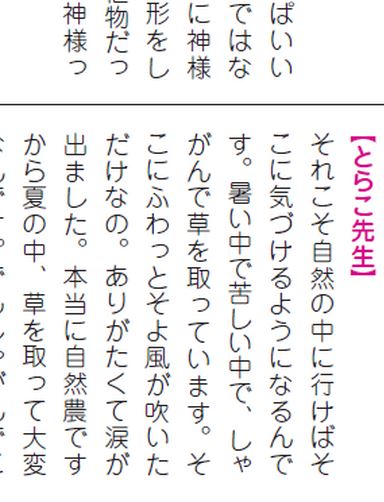 ぱいい
ではな
に神様
形をし
物だっ
神様っ
【とらこ先生】
それこそ自然の中に行けばそ
こに気づけるようになるんで
す。暑い中で苦しい中で、しゃ
がんで草を取っています。そ
こにふわっとそよ風が吹いた
だけなの。ありがたくて涙が
出ました。本当に自然農です
から夏の中、草を取って大変